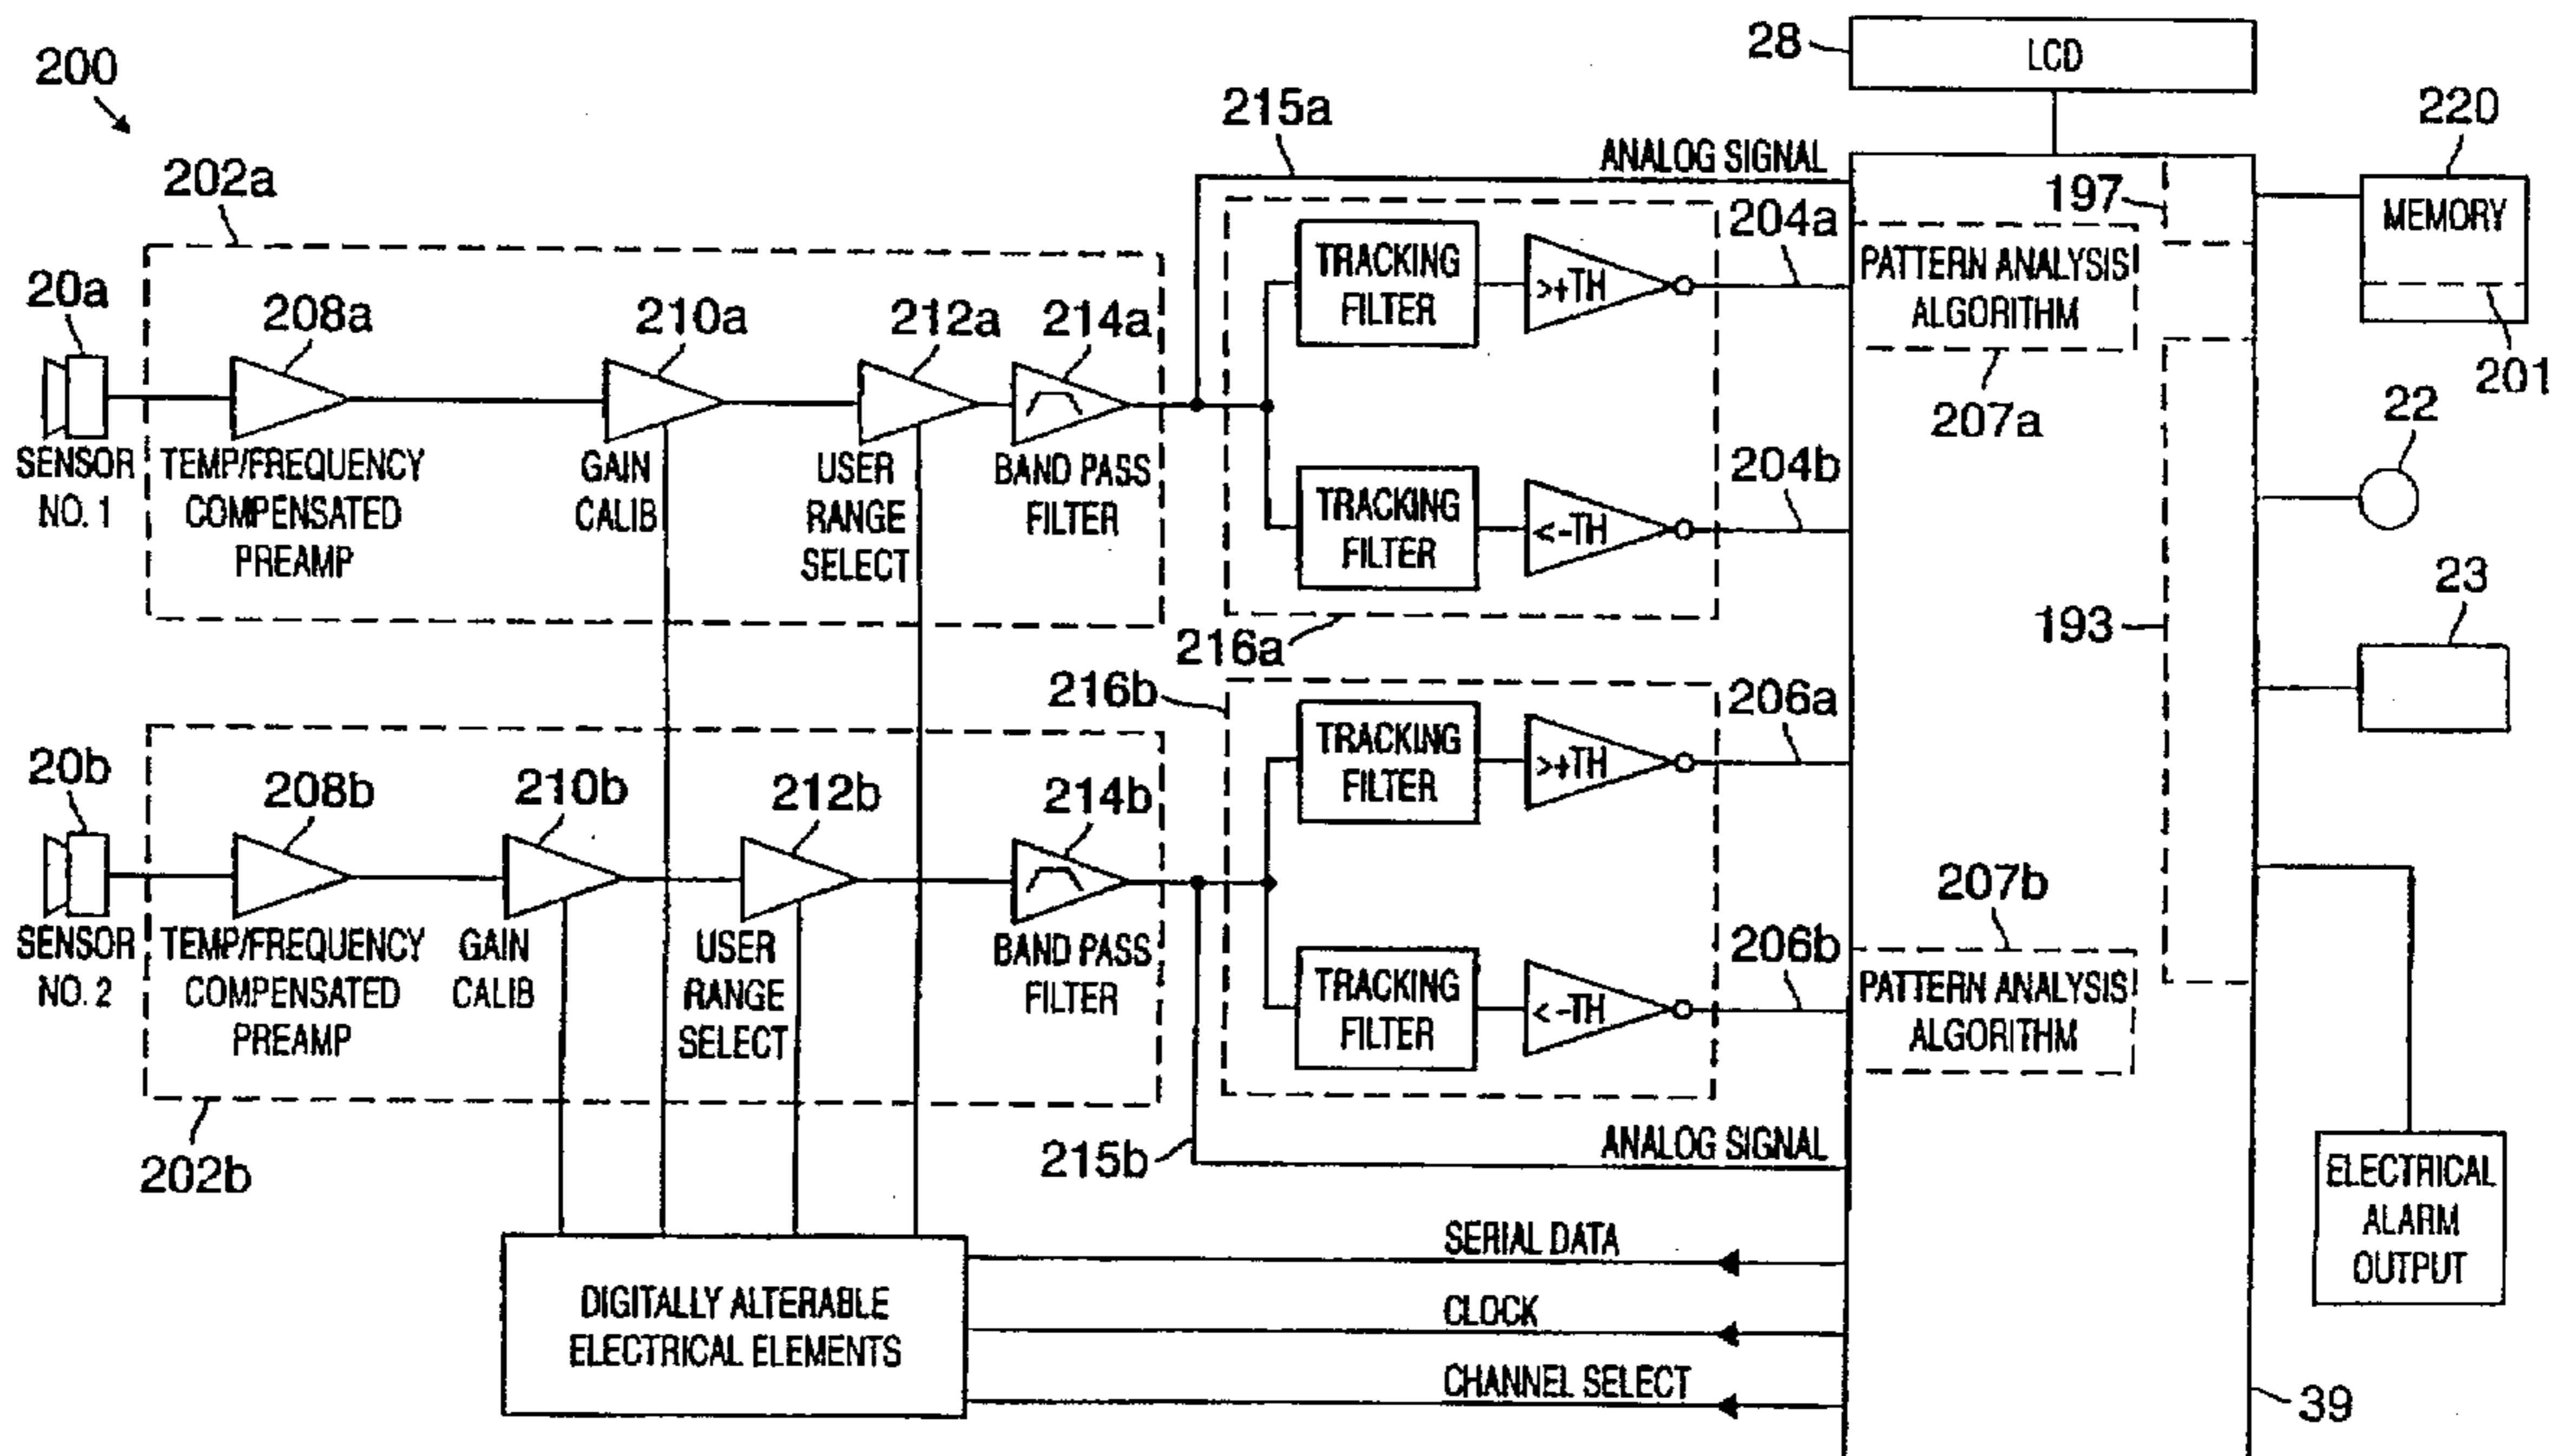 200
28
LCD
220
MEMORY
201
215a
ANALOG SIGNAL
202a
197
204a
PATTERN ANALYSIS
ALGORITHM
207a
20a
208a
210a
212a
214a
TRACKING
FILTER
>+TH
SENSOR
NO. 1
TEMP/FREQUENCY
COMPENSATED
PREAMP
GAIN
CALIB
USER
RANGE
SELECT
BAND PASS
FILTER
TRACKING
FILTER
<-TH
204b
22
193
23
216a
216b
TRACKING
FILTER
>+TH
206a
20b
208b
210b
212b
214b
207b
SENSOR
NO. 2
TEMP/FREQUENCY
COMPENSATED
PREAMP
GAIN
CALIB
USER
RANGE
SELECT
BAND PASS
FILTER
TRACKING
FILTER
<-TH
206b
PATTERN ANALYSIS
ALGORITHM
202b
215b
ANALOG SIGNAL
ELECTRICAL
ALARM
OUTPUT
DIGITALLY ALTERABLE
ELECTRICAL ELEMENTS
SERIAL DATA
CLOCK
CHANNEL SELECT
39